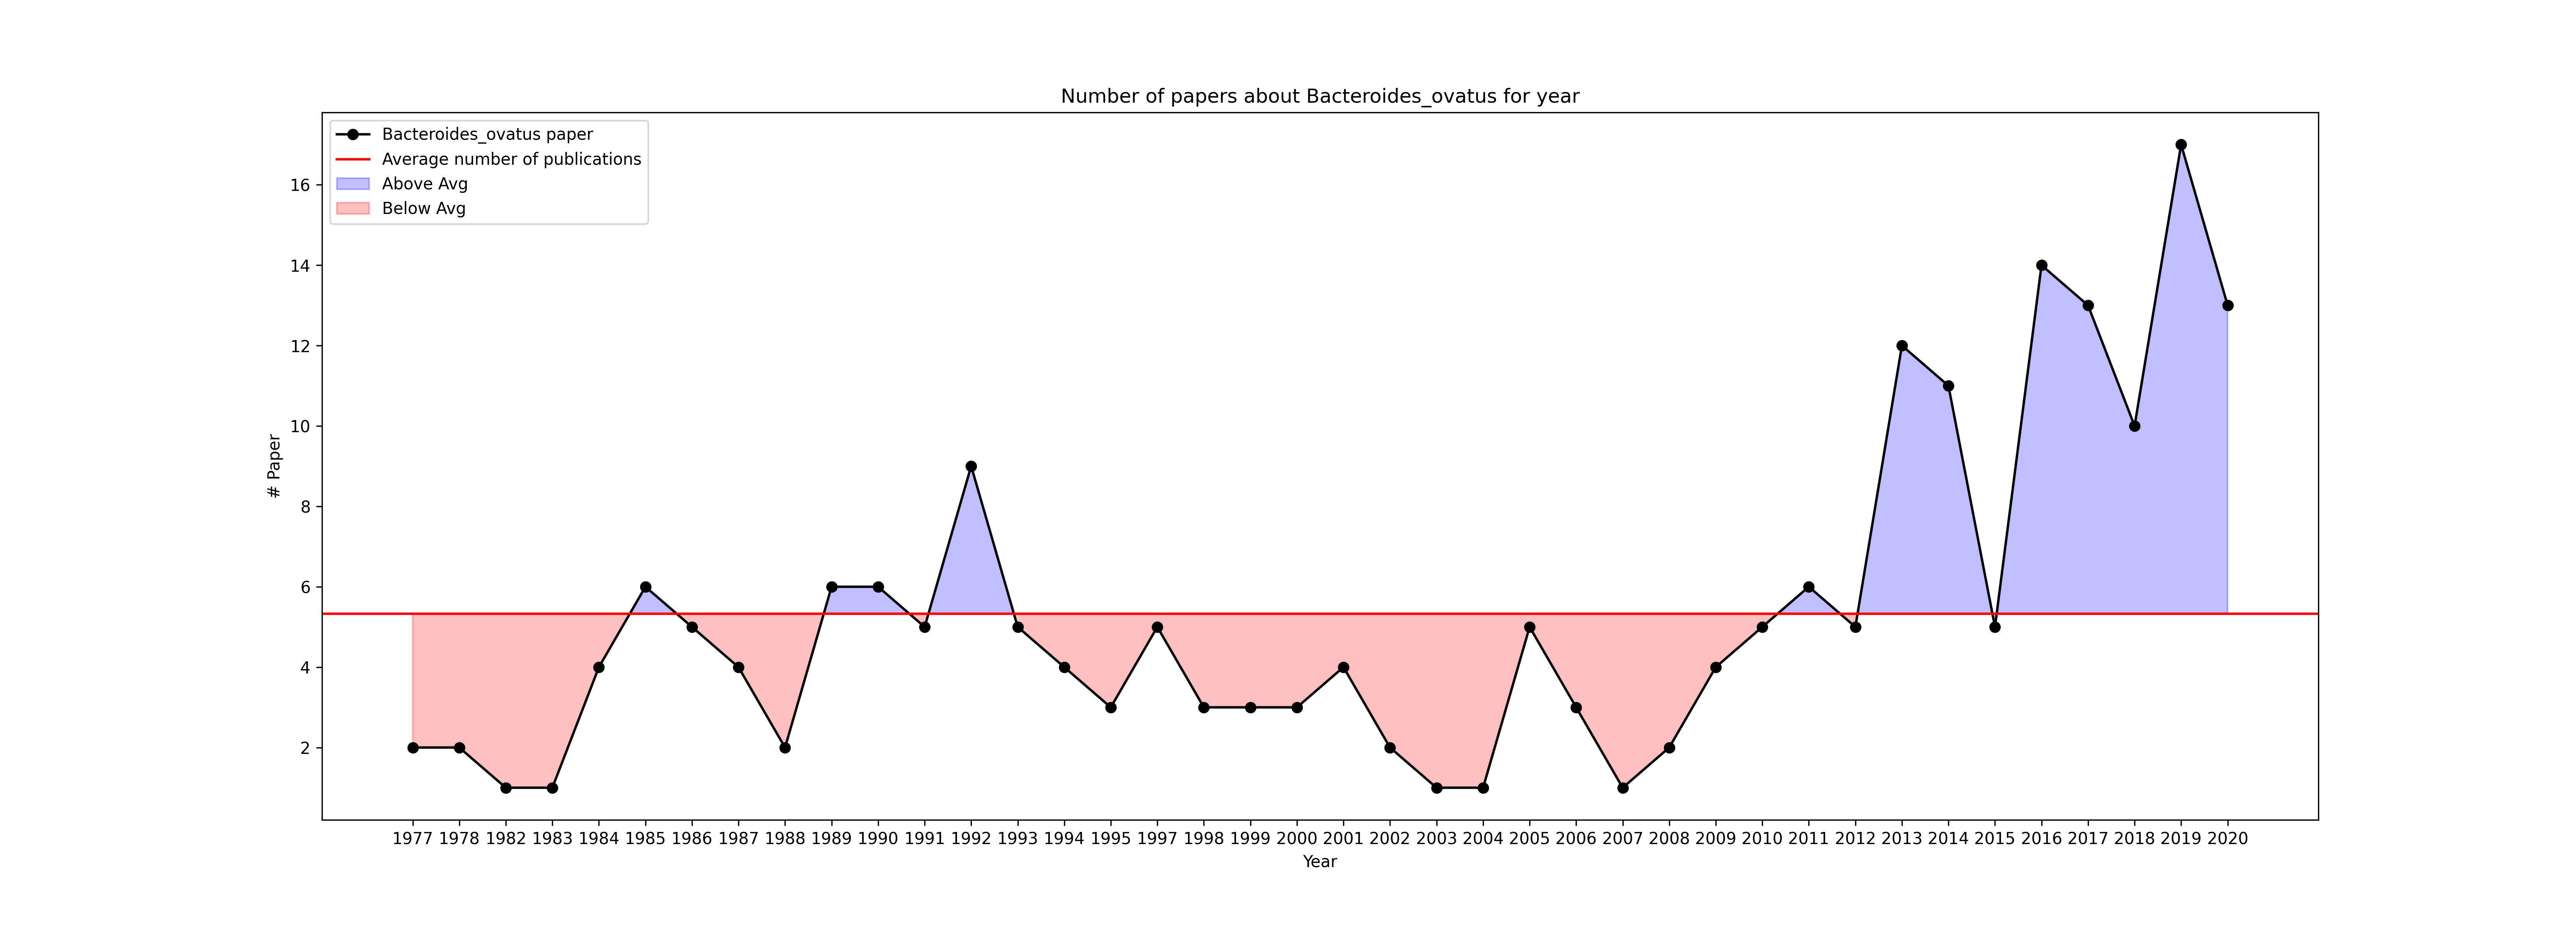 Number of papers about Bacteroides_ovatus for year
Bacteroides_ovatus paper
Average number of publications
Above Avg
Below Avg
16
14
12
10
8
6
4
2
# Paper
1977 1978 1982 1983 1984 1985 1986 1987 1988 1989 1990 1991 1992 1993 1994 1995 1997 1998 1999 2000 2001 2002 2003 2004 2005 2006 2007 2008 2009 2010 2011 2012 2013 2014 2015 2016 2017 2018 2019 2020
Year